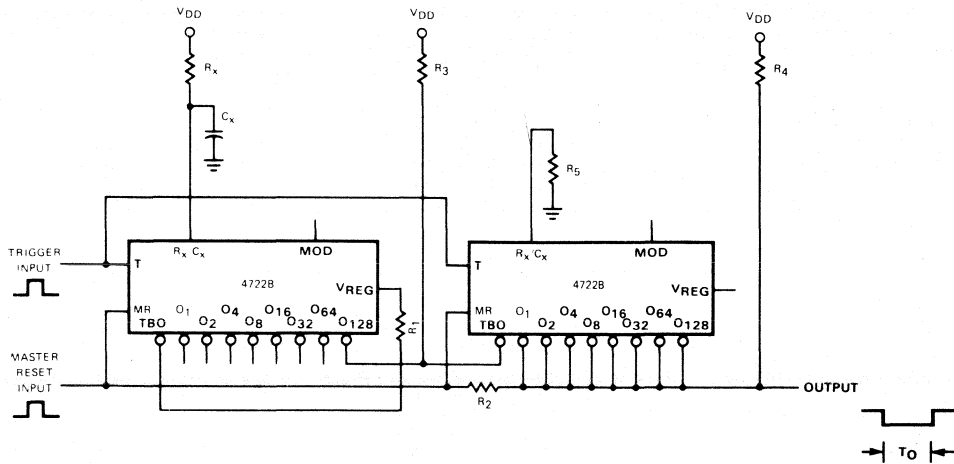 VDD
VDD
VDD
Rx
R3
R4
Cx
R5
Rx Cx
MOD
Rx/Cx
MOD
TRIGGER
INPUT
T
4722B
VREG
T
4722B
VREG
MR
O1
O4
O16
O64
TBO
O2
O8
O32
O128
R1
MR
O1
O4
O16
O64
TBO
O2
O8
O32
O128
MASTER
RESET
INPUT
R2
OUTPUT
TO